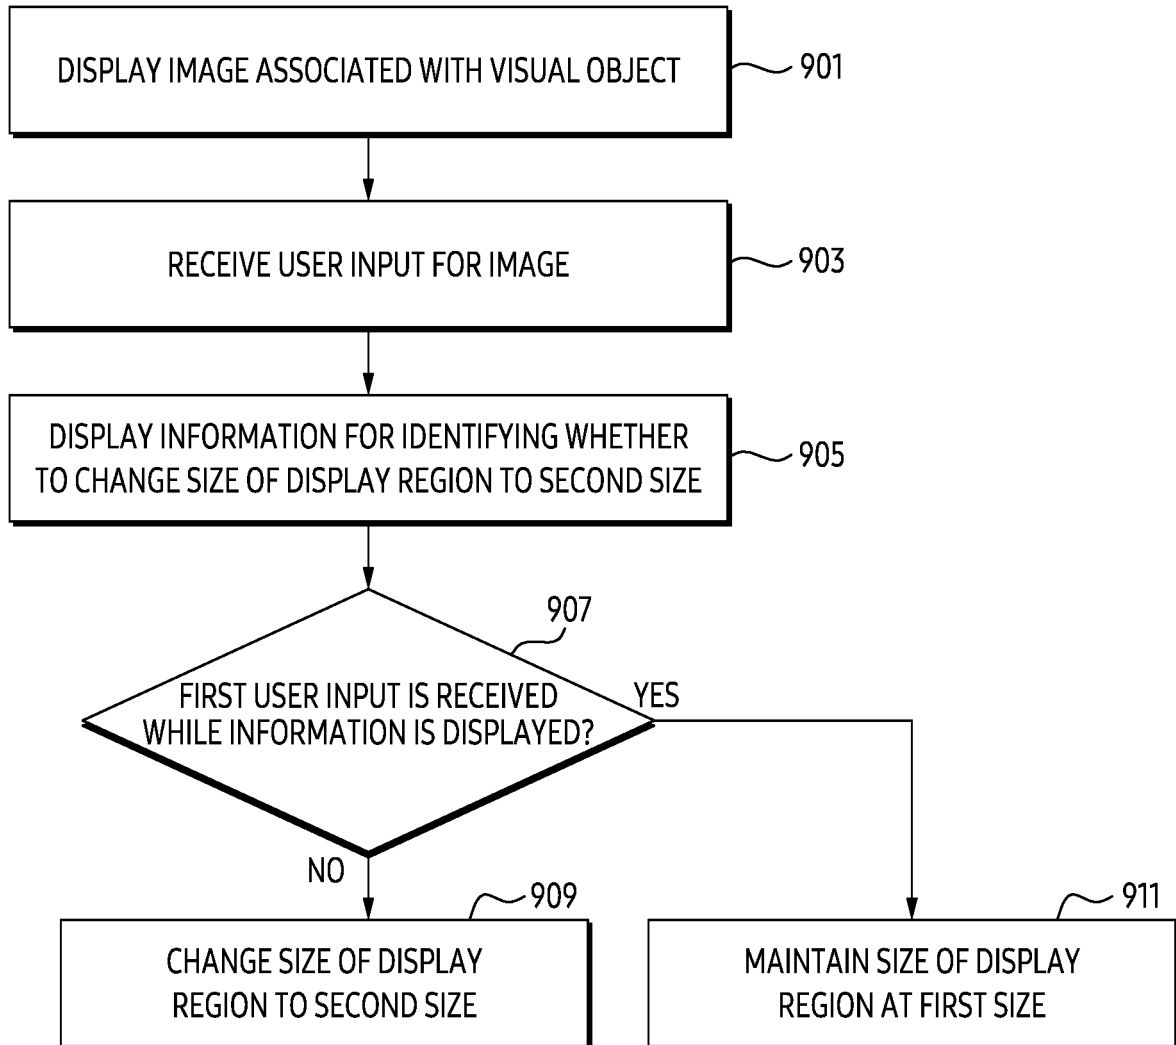 DISPLAY IMAGE ASSOCIATED WITH VISUAL OBJECT
901
RECEIVE USER INPUT FOR IMAGE
903
DISPLAY INFORMATION FOR IDENTIFYING WHETHER
TO CHANGE SIZE OF DISPLAY REGION TO SECOND SIZE
905
907
FIRST USER INPUT IS RECEIVED
WHILE INFORMATION IS DISPLAYED?
YES
NO
909
CHANGE SIZE OF DISPLAY
REGION TO SECOND SIZE
911
MAINTAIN SIZE OF DISPLAY
REGION AT FIRST SIZE